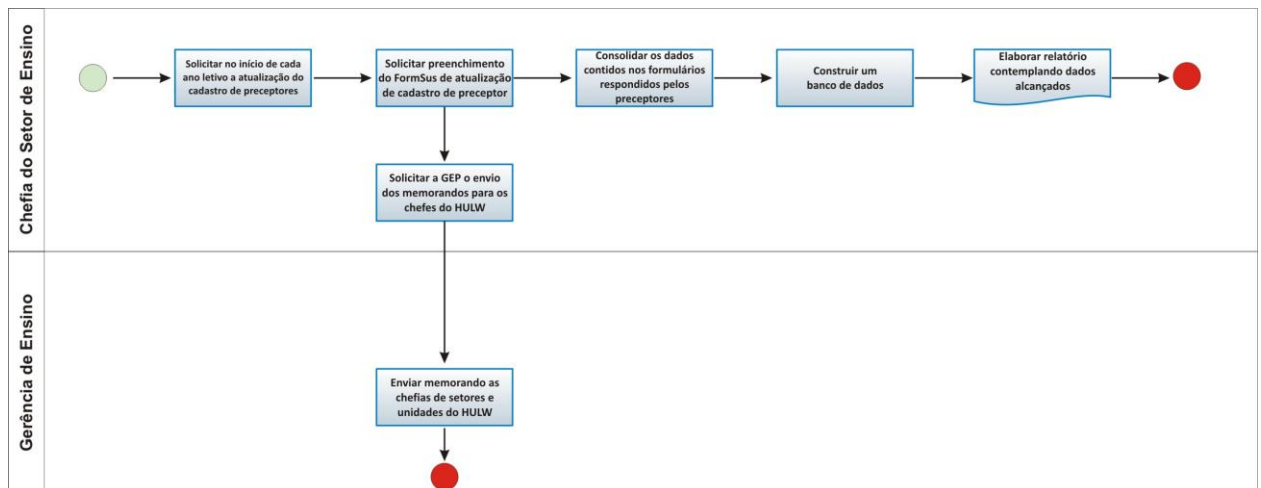 Chefia do Setor de Ensino
Solicitar no início de cada
ano letivo a atualização do
cadastro de preceptores
Solicitar preenchimento
do FormSus de atualização
de cadastro de preceptor
Consolidar os dados
contidos nos formulários
respondidos pelos
preceptores
Construir um
banco de dados
Elaborar relatório
contemplando dados
alcançados
Solicitar a GEP o envio
dos memorandos para os
chefes do HULW
Gerência de Ensino
Enviar memorando as
chefias de setores e
unidades do HULW